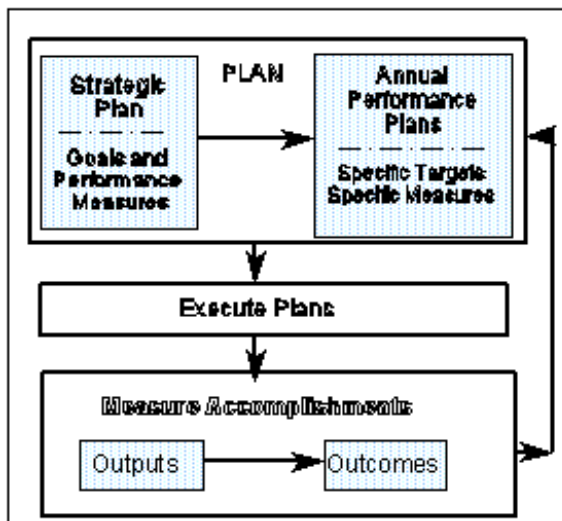 PLAN
Strategic
Plan
Goals and
Performance
Measures
Annual
Performance
Plans
Specific Targets
Specific Measures
Execute Plans
Measure Accomplishments
Outputs
Outcomes